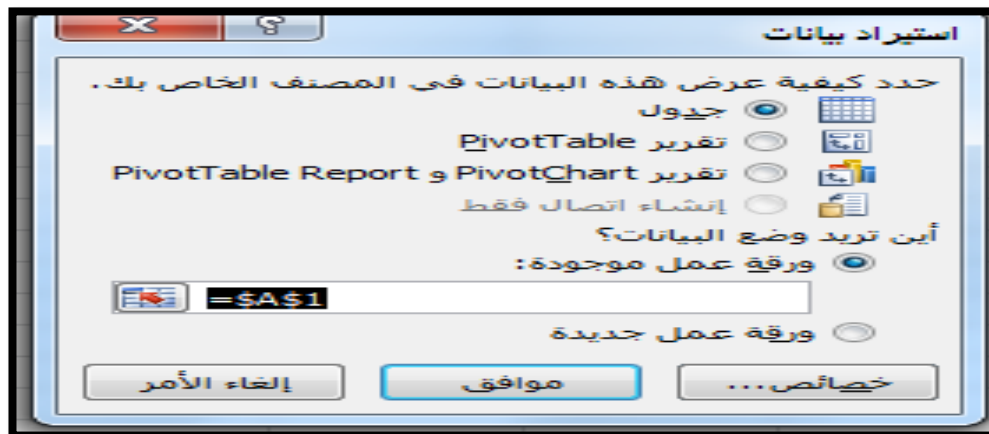 استيراد بيانات
حدد كيفية عرض هذه البيانات في المصنف الخاص بك.
جدول
تقرير PivotTable
تقرير PivotChart و PivotTable Report
إنشاء اتصال فقط
أين تريد وضع البيانات؟
ورقة عمل موجودة:
=$A$1
ورقة عمل جديدة
خصائص... موافق إلغاء الأمر